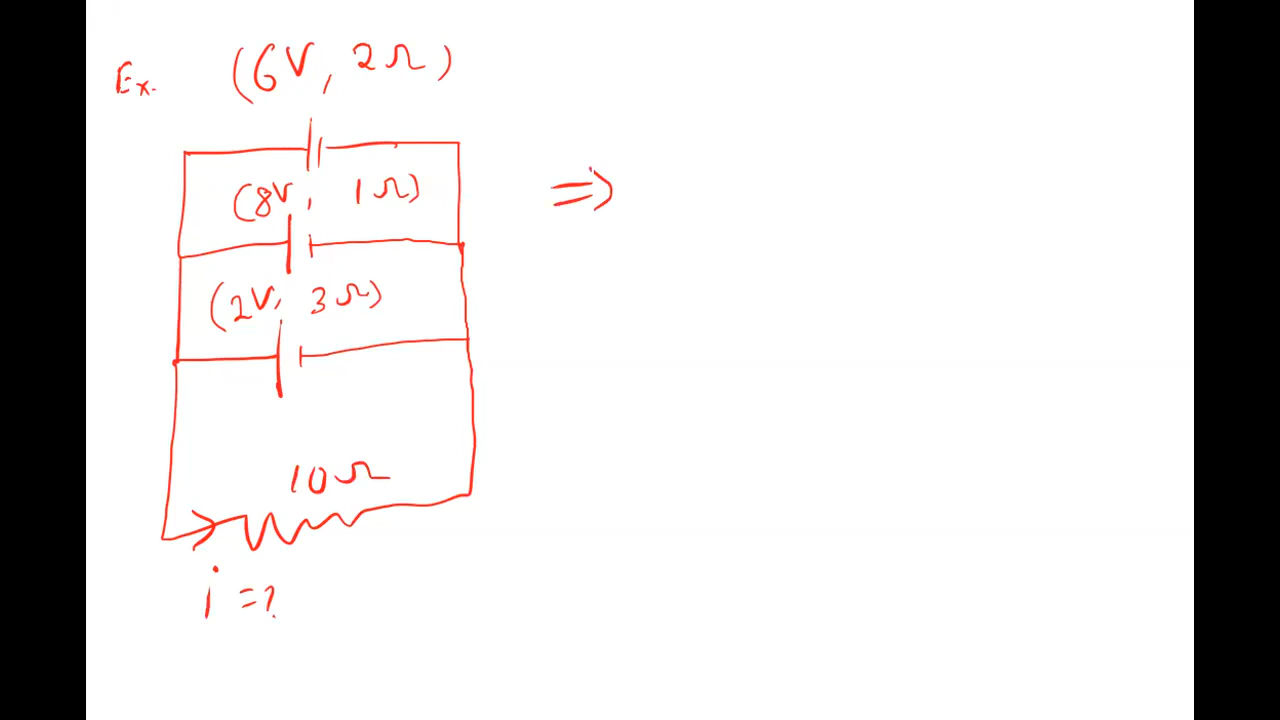 Ex. (6V, 2Ω)
(8V, 1Ω)
⇒
(2V, 3Ω)
10Ω
i =?